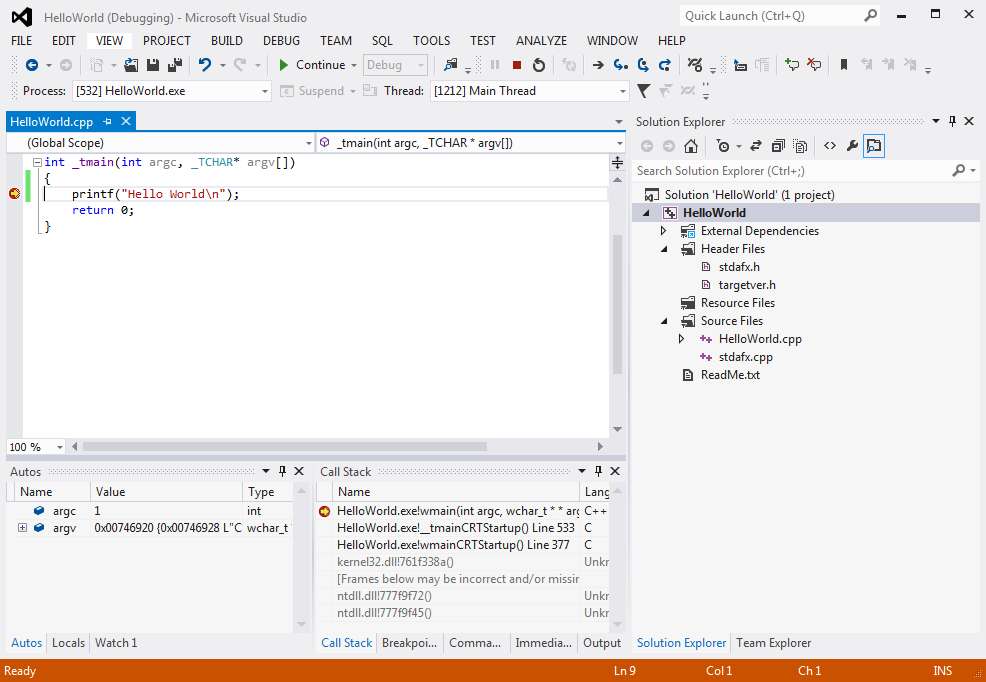 HelloWorld (Debugging) - Microsoft Visual Studio
Quick Launch (Ctrl+Q)
FILE EDIT VIEW PROJECT BUILD DEBUG TEAM SQL TOOLS TEST ANALYZE WINDOW HELP
Continue Debug
Process: [532] HelloWorld.exe Suspend Thread: [1212] Main Thread
HelloWorld.cpp
(Global Scope) _tmain(int argc, _TCHAR * argv[])
int _tmain(int argc, _TCHAR* argv[])
{
printf("Hello World\n");
return 0;
}
100 %
Solution Explorer
Search Solution Explorer (Ctrl+;)
Solution 'HelloWorld' (1 project)
HelloWorld
External Dependencies
Header Files
stdafx.h
targetver.h
Resource Files
Source Files
HelloWorld.cpp
stdafx.cpp
ReadMe.txt
Autos
Name Value Type
argc 1 int
argv 0x00746920 {0x00746928 L"C wchar_t
Autos Locals Watch 1
Call Stack
Name Lang
HelloWorld.exe!wmain(int argc, wchar_t * * arg C++
HelloWorld.exe!__tmainCRTStartup() Line 533 C
HelloWorld.exe!wmainCRTStartup() Line 377 C
kernel32.dll!761f338a() Unkn
[Frames below may be incorrect and/or missin
ntdll.dll!777f9f72() Unkn
ntdll.dll!777f9f45() Unkn
Call Stack Breakpoi... Comma... Immedia... Output
Solution Explorer Team Explorer
Ready Ln 9 Col 1 Ch 1 INS